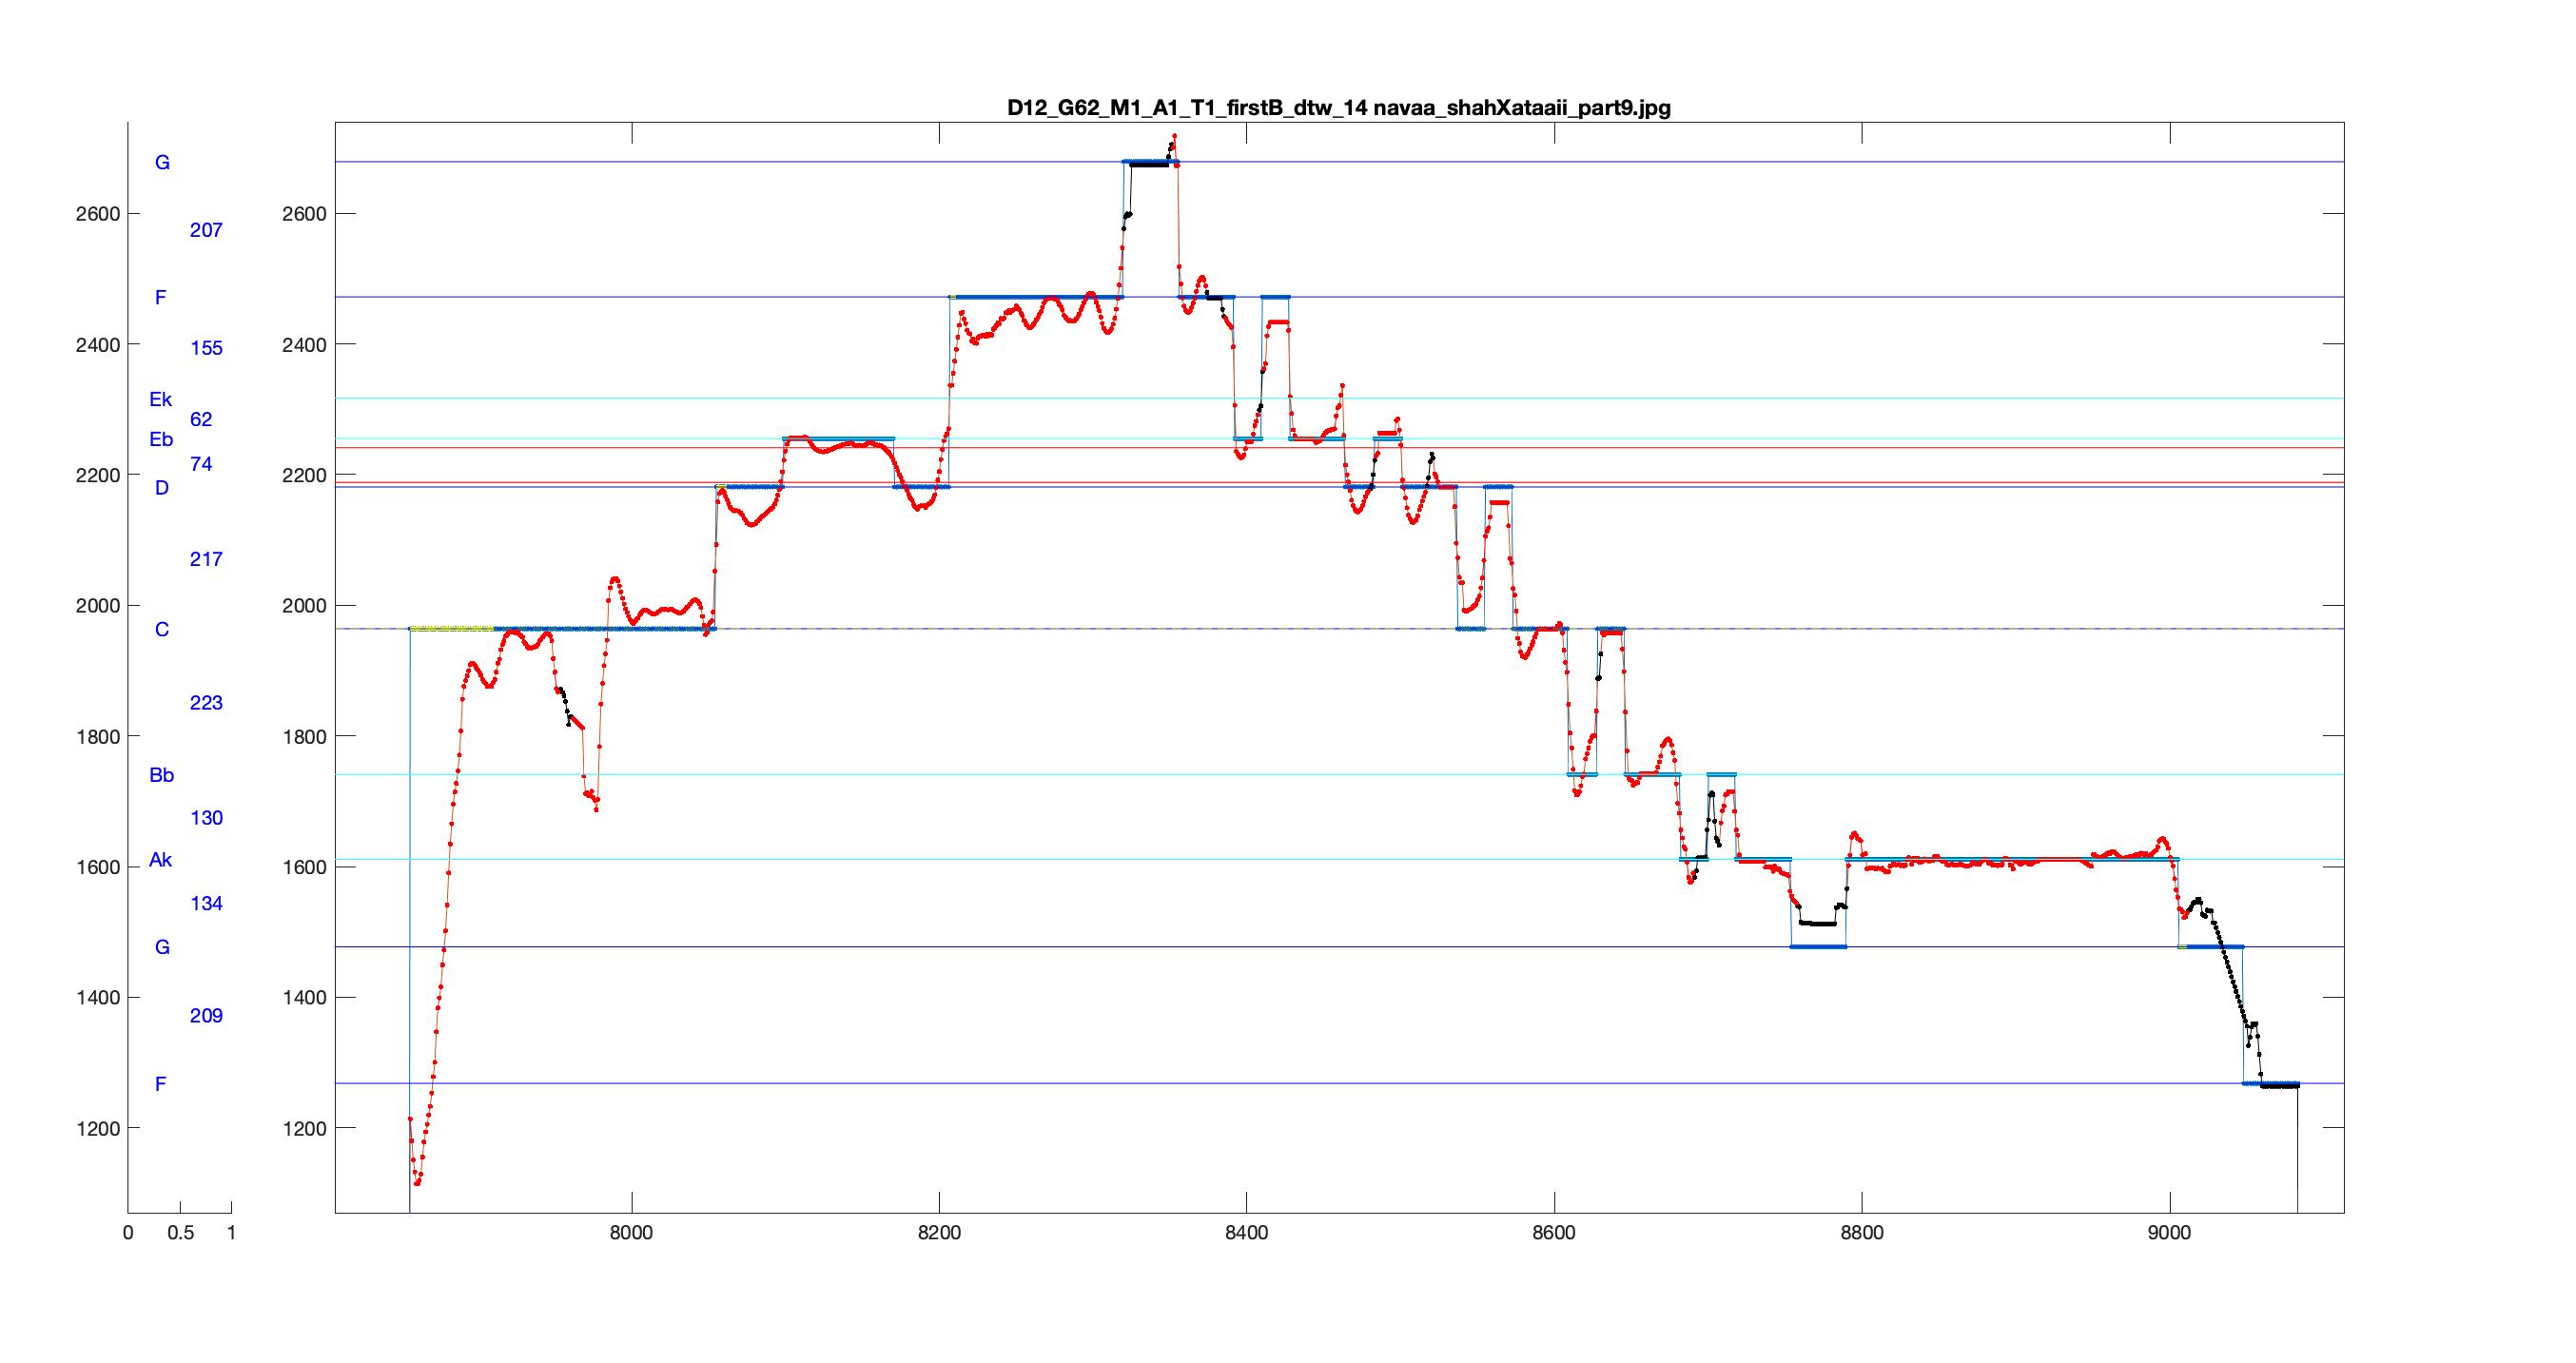 D12_G62_M1_A1_T1_firstB_dtw_14 navaa_shahXataaii_part9.jpg
G
2600 207 2600
F
2400 155 2400
Ek
62
Eb
74
2200 2200
D
217
2000 2000
C
223
1800 1800
Bb
130
Ak
1600 1600
134
G
1400 1400
209
F
1200 1200
0 0.5 1 8000 8200 8400 8600 8800 9000